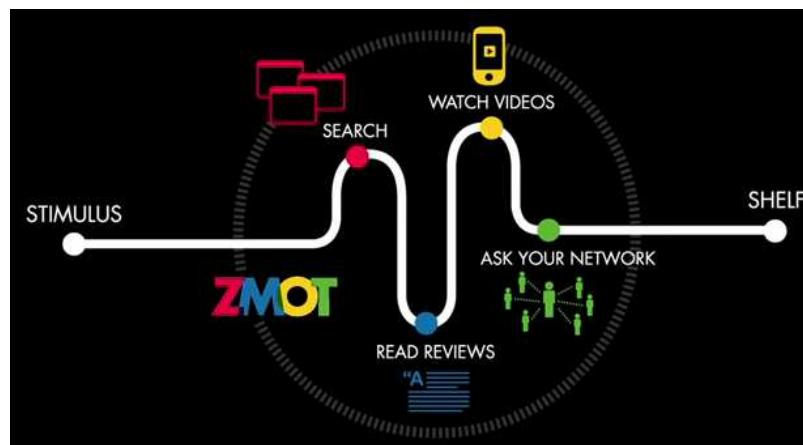 WATCH VIDEOS
SEARCH
STIMULUS
SHELF
ZMOT
ASK YOUR NETWORK
READ REVIEWS
"A